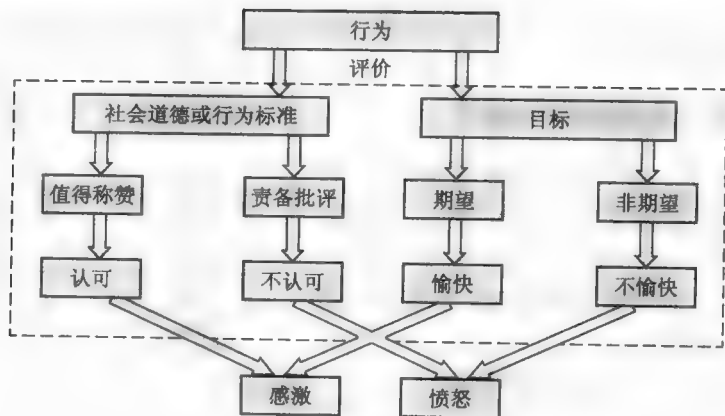 行为
评价
社会道德或行为标准
目标
值得称赞
责备批评
期望
非期望
认可
不认可
愉快
不愉快
感激
愤怒